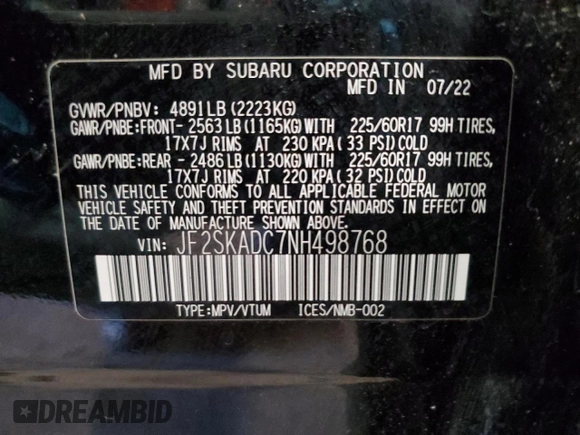 MFD BY SUBARU CORPORATION
MFD IN 07/22
GVWR/PNBV: 4891LB (2223KG)
GAWR/PNBE:FRONT- 2563LB (1165KG)WITH 225/60R17 99H TIRES,
17X7J RIMS AT 230 KPA (33 PSI)COLD
GAWR/PNBE:REAR - 2486LB (1130KG)WITH 225/60R17 99H TIRES,
17X7J RIMS AT 220 KPA (32 PSI)COLD
THIS VEHICLE CONFORMS TO ALL APPLICABLE FEDERAL MOTOR
VEHICLE SAFETY AND THEFT PREVENTION STANDARDS IN EFFECT
ON THE DATE OF MANUFACTURE SHOWN ABOVE.
VIN: JF2SKADC7NH498768
TYPE:MPV/VTUM ICES/NMB-002
DREAMBID